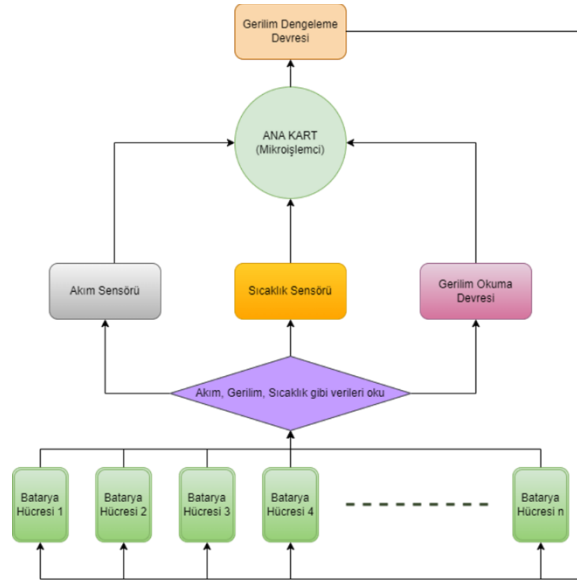 Gerilim Dengeleme
Devresi
ANA KART
(Mikroişlemci)
Akım Sensörü
Sıcaklık Sensörü
Gerilim Okuma
Devresi
Akım, Gerilim, Sıcaklık gibi verileri oku
Batarya
Hücresi 1
Batarya
Hücresi 2
Batarya
Hücresi 3
Batarya
Hücresi 4
Batarya
Hücresi n